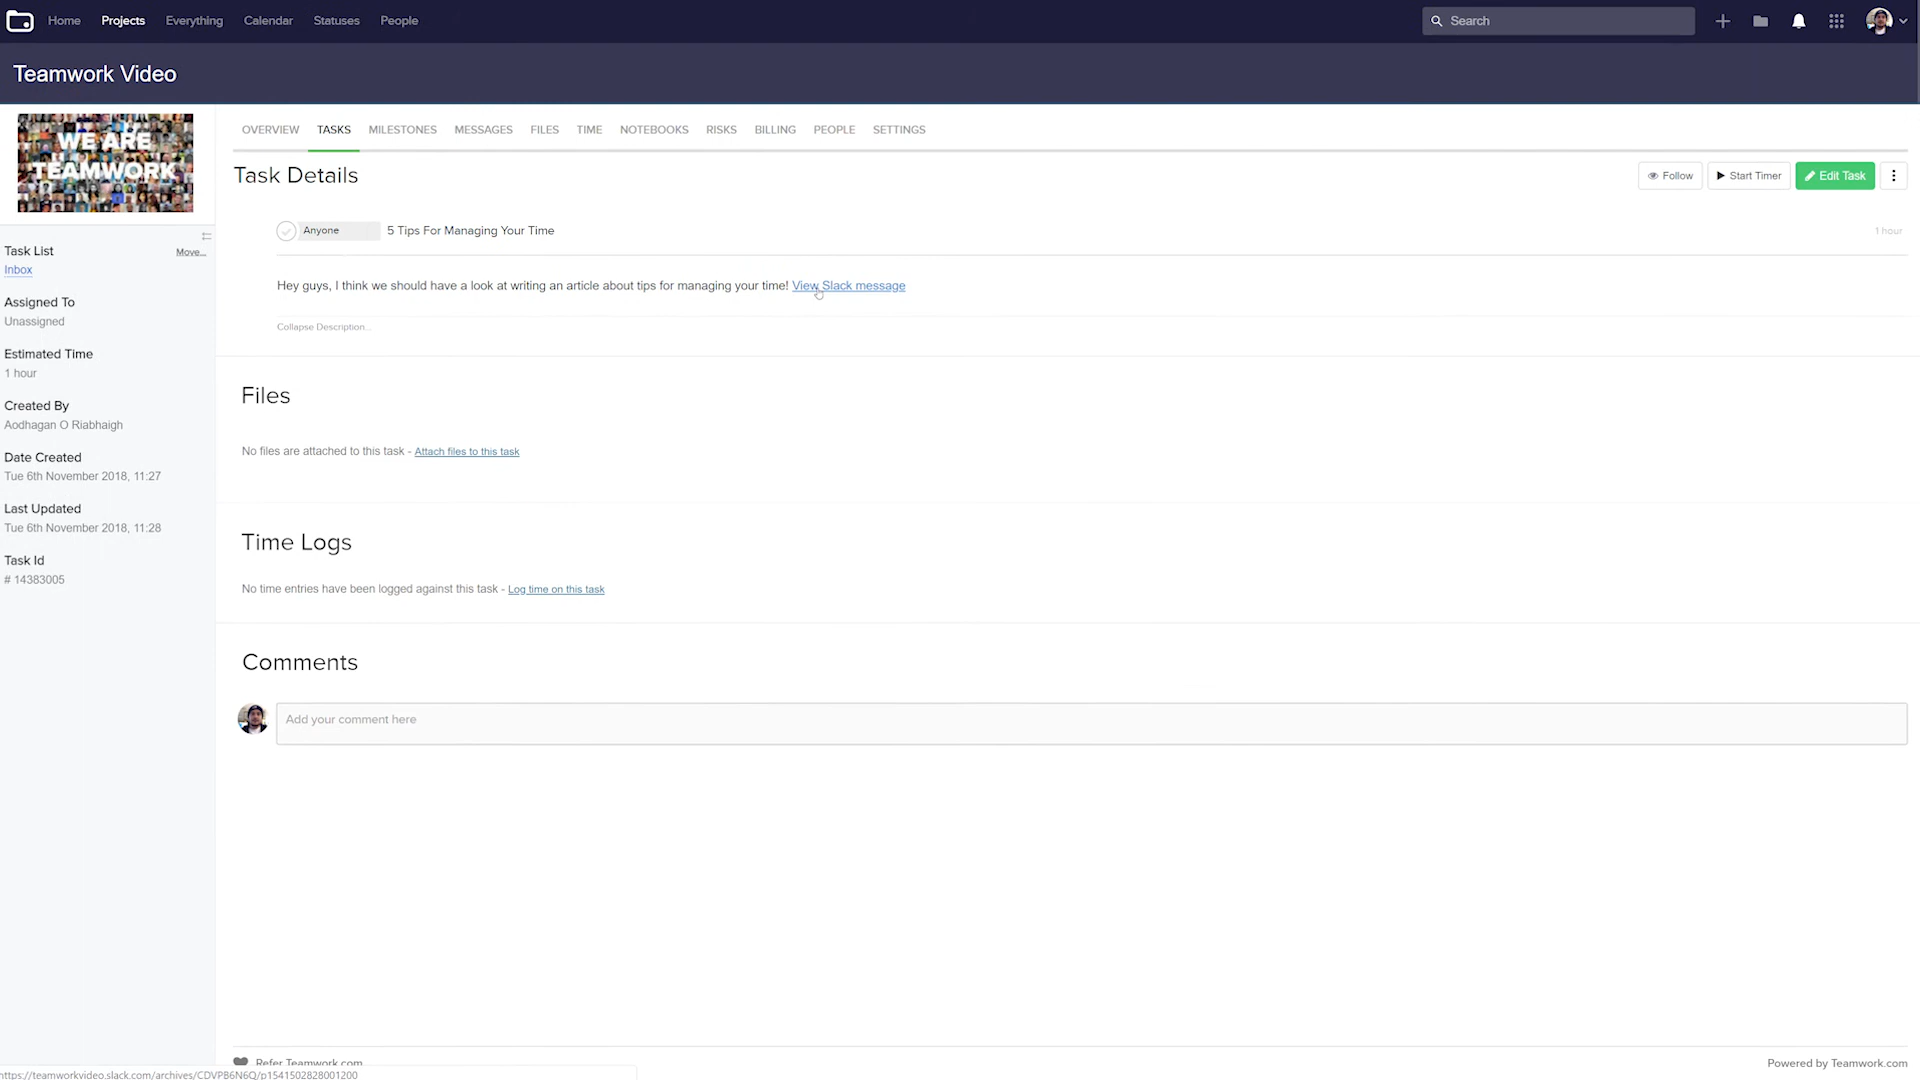 Home Projects Everything Calendar Statuses People Search
Teamwork Video
WE ARE
TEAMWORK
OVERVIEW TASKS MILESTONES MESSAGES FILES TIME NOTEBOOKS RISKS BILLING PEOPLE SETTINGS
Task Details
Follow Start Timer Edit Task
Anyone 5 Tips For Managing Your Time 1 hour
Hey guys, I think we should have a look at writing an article about tips for managing your time! View Slack message
Collapse Description...
Task List Move...
Inbox
Assigned To
Unassigned
Estimated Time
1 hour
Created By
Aodhagan O Riabhaigh
Date Created
Tue 6th November 2018, 11:27
Last Updated
Tue 6th November 2018, 11:28
Task Id
# 14383005
Files
No files are attached to this task - Attach files to this task
Time Logs
No time entries have been logged against this task - Log time on this task
Comments
Add your comment here
Refer Teamwork.com
Powered by Teamwork.com
https://teamworkvideo.slack.com/archives/CDVPB6N6Q/p1541502828001200